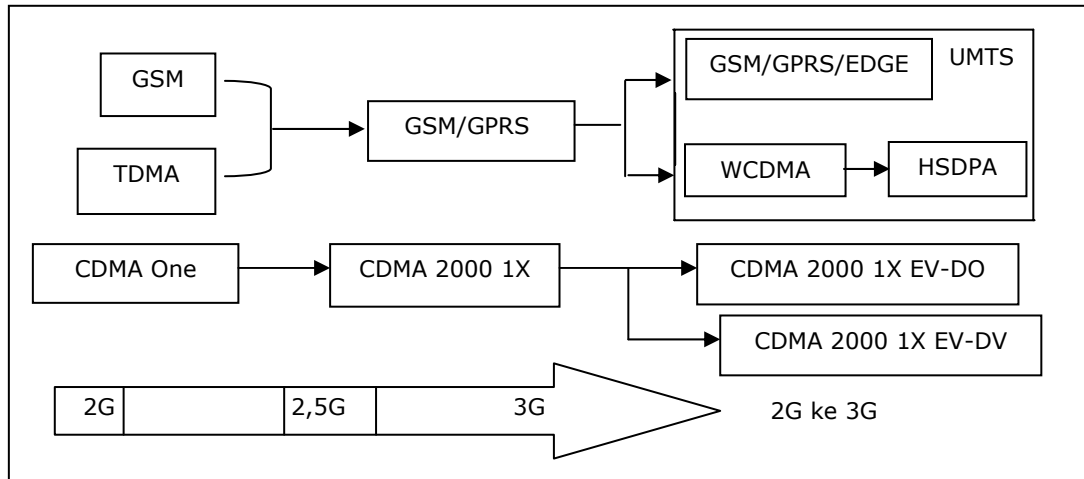 GSM
TDMA
GSM/GPRS
GSM/GPRS/EDGE
UMTS
WCDMA
HSDPA
CDMA One
CDMA 2000 1X
CDMA 2000 1X EV-DO
CDMA 2000 1X EV-DV
2G
2,5G
3G
2G ke 3G